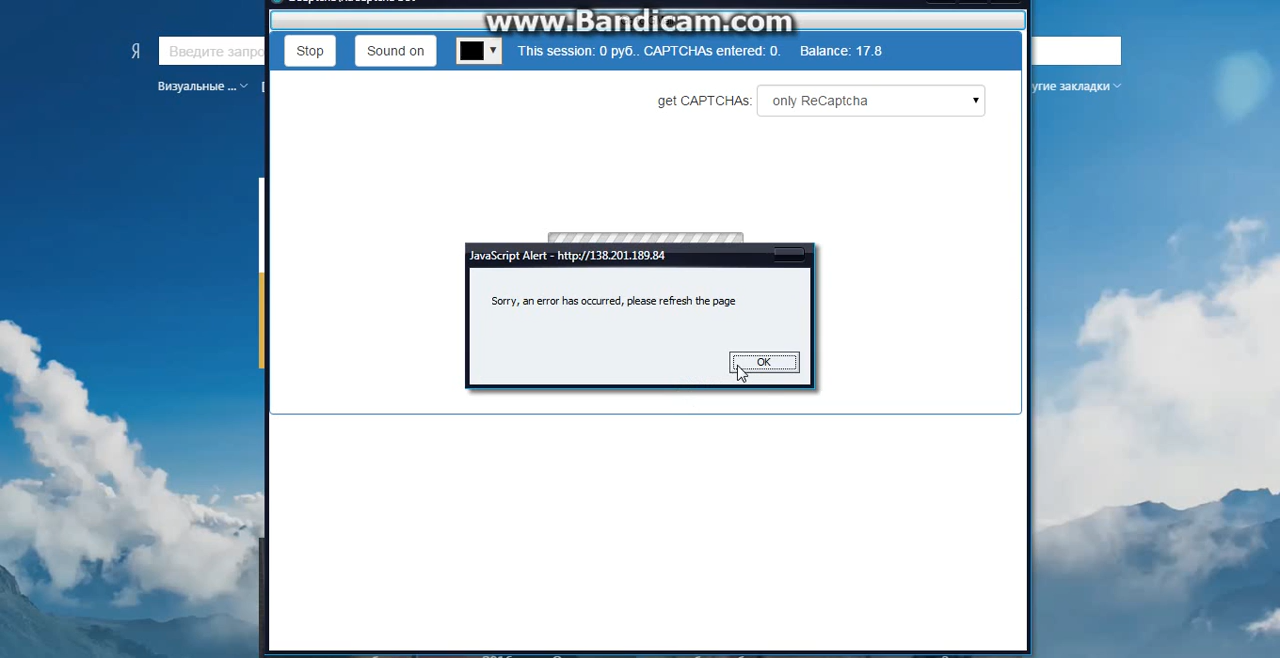 www.Bandicam.com
Stop
Sound on
This session: 0 руб.. CAPTCHAs entered: 0.
Balance: 17.8
Я
Введите запро
Визуальные ...
угие закладки
get CAPTCHAs:
only ReCaptcha
JavaScript Alert - http://138.201.189.84
Sorry, an error has occurred, please refresh the page
OK